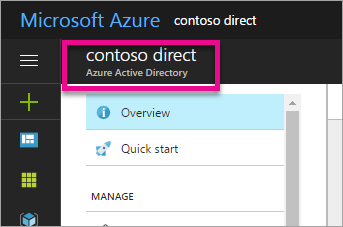 Microsoft Azure contoso direct
contoso direct
Azure Active Directory
Overview
Quick start
MANAGE